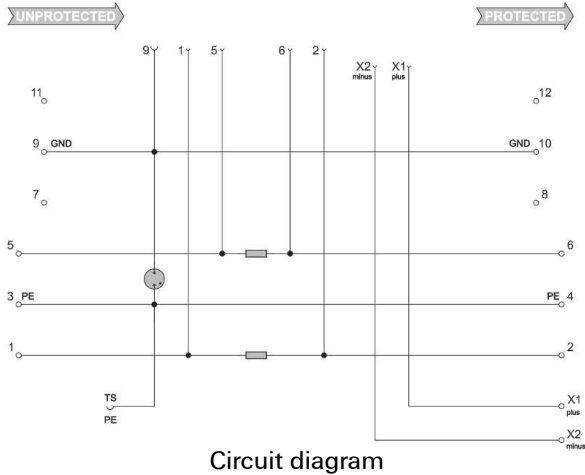 UNPROTECTED PROTECTED
9 1 5 6 2 X2 minus X1 plus
11 12
9 GND GND 10
7 8
5 6
3 PE PE 4
1 2
TS
PE
X1 plus
X2 minus
Circuit diagram